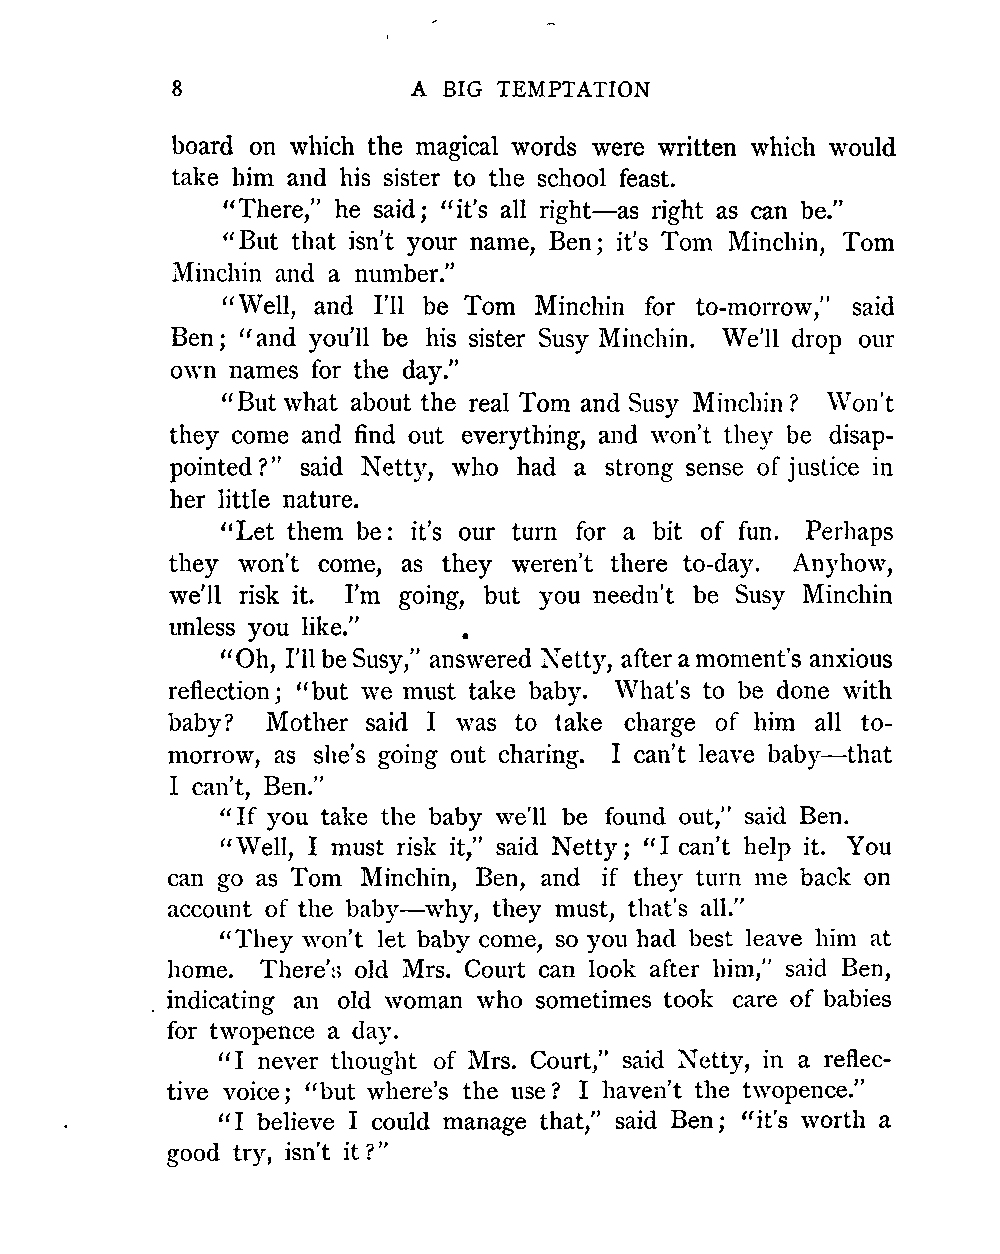 8 A BIG TEMPTATION
board on which the magical words were written which would
take him and his sister to the school feast.
“There,” he said; “it's all right—as right as can be.”
“But that isn't your name, Ben; it's Tom Minchin, Tom
Minchin and a number.”
“Well, and I'll be Tom Minchin for to-morrow,” said
Ben; “and you'll be his sister Susy Minchin. We'll drop our
own names for the day.”
“But what about the real Tom and Susy Minchin? Won't
they come and find out everything, and won't they be disap-
pointed?” said Netty, who had a strong sense of justice in
her little nature.
“Let them be: it's our turn for a bit of fun. Perhaps
they won't come, as they weren't there to-day. Anyhow,
we'll risk it. I'm going, but you needn't be Susy Minchin
unless you like.”
“Oh, I'll be Susy,” answered Netty, after a moment's anxious
reflection; “but we must take baby. What's to be done with
baby? Mother said I was to take charge of him all to-
morrow, as she's going out charing. I can't leave baby—that
I can't, Ben.”
“If you take the baby we'll be found out,” said Ben.
“Well, I must risk it,” said Netty; “I can't help it. You
can go as Tom Minchin, Ben, and if they turn me back on
account of the baby—why, they must, that's all.”
“They won't let baby come, so you had best leave him at
home. There's old Mrs. Court can look after him,” said Ben,
indicating an old woman who sometimes took care of babies
for twopence a day.
“I never thought of Mrs. Court,” said Netty, in a reflec-
tive voice; “but where's the use? I haven't the twopence.”
“I believe I could manage that,” said Ben; “it's worth a
good try, isn't it?”